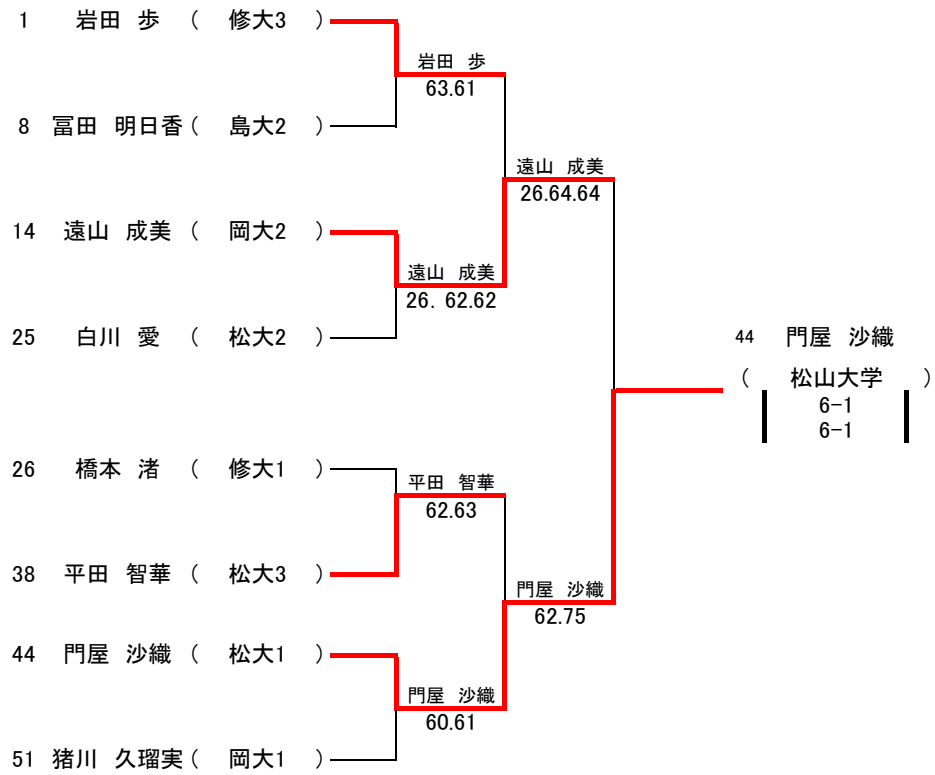 1 岩田 歩 ( 修大3 )
岩田 歩
63.61
8 冨田 明日香( 島大2 )
遠山 成美
26.64.64
14 遠山 成美 ( 岡大2 )
遠山 成美
26. 62.62
25 白川 愛 ( 松大2 )
44 門屋 沙織
( 松山大学 )
6-1
6-1
26 橋本 渚 ( 修大1 )
平田 智華
62.63
38 平田 智華 ( 松大3 )
門屋 沙織
62.75
44 門屋 沙織 ( 松大1 )
門屋 沙織
60.61
51 猪川 久瑠実( 岡大1 )